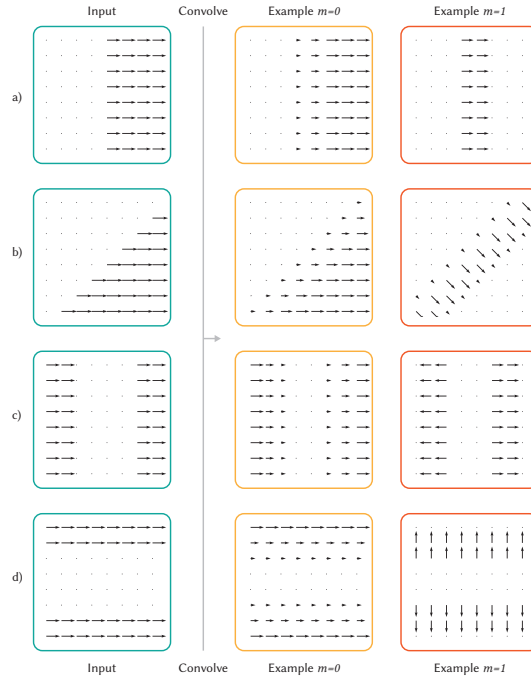 Input Convolve Example m=0 Example m=1
a)
b)
c)
d)
Input Convolve Example m=0 Example m=1